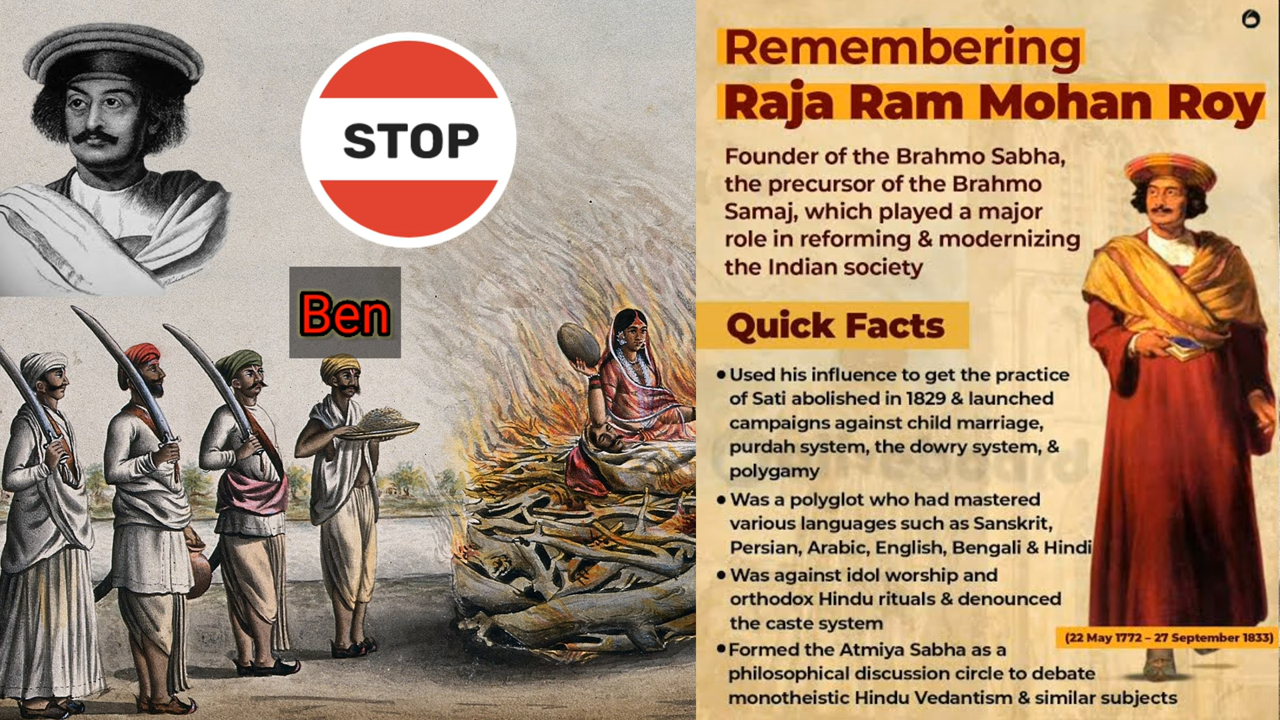 STOP
Ben
Remembering
Raja Ram Mohan Roy
Founder of the Brahmo Sabha,
the precursor of the Brahmo
Samaj, which played a major
role in reforming & modernizing
the Indian society
Quick Facts
• Used his influence to get the practice
of Sati abolished in 1829 & launched
campaigns against child marriage,
purdah system, the dowry system, &
polygamy
• Was a polyglot who had mastered
various languages such as Sanskrit,
Persian, Arabic, English, Bengali & Hindi
• Was against idol worship and
orthodox Hindu rituals & denounced
the caste system
• Formed the Atmiya Sabha as a
philosophical discussion circle to debate
monotheistic Hindu Vedantism & similar subjects
(22 May 1772 – 27 September 1833)